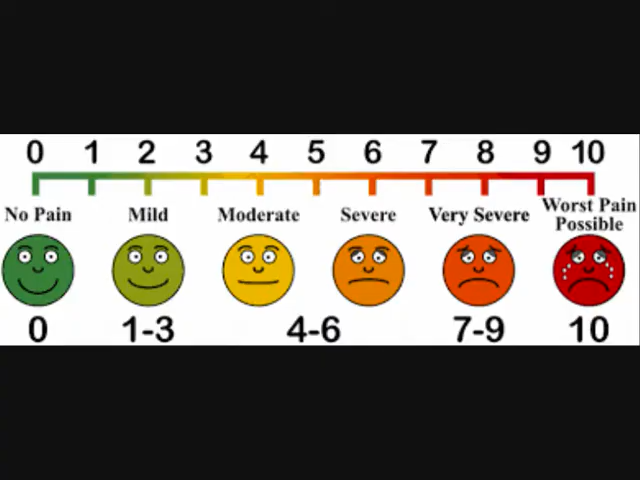 0 1 2 3 4 5 6 7 8 9 10
No Pain Mild Moderate Severe Very Severe Worst Pain
Possible
0 1-3 4-6 7-9 10